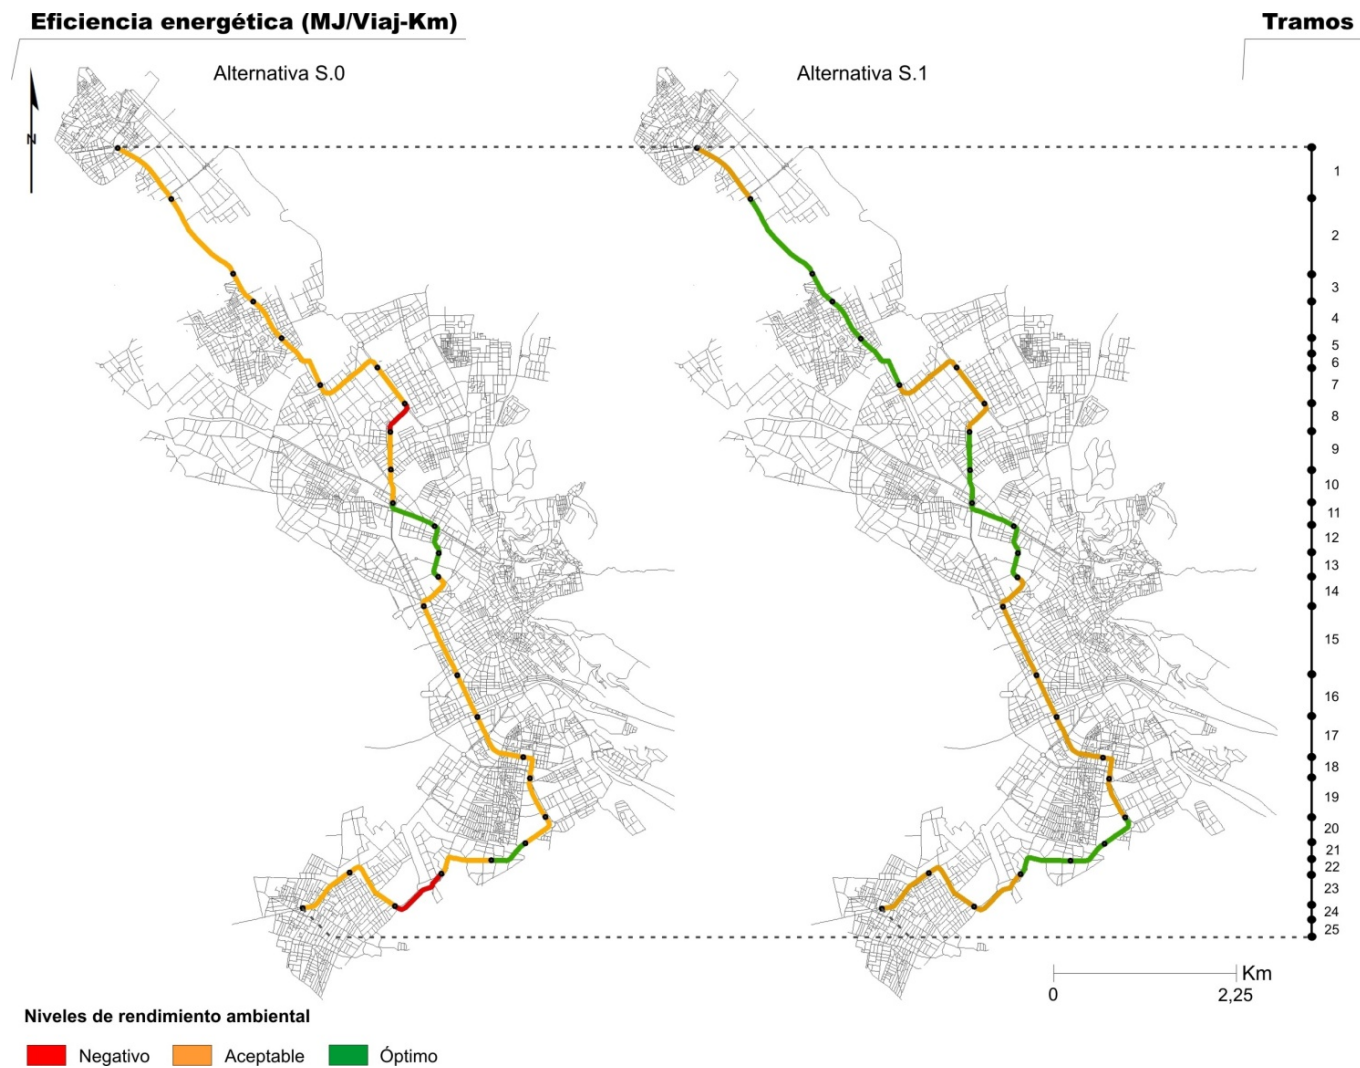 Eficiencia energética (MJ/Viaj-Km)
Tramos
Alternativa S.0
Alternativa S.1
N
1
2
3
4
5
6
7
8
9
10
11
12
13
14
15
16
17
18
19
20
21
22
23
24
25
Km
0
2,25
Niveles de rendimiento ambiental
Negativo
Aceptable
Óptimo